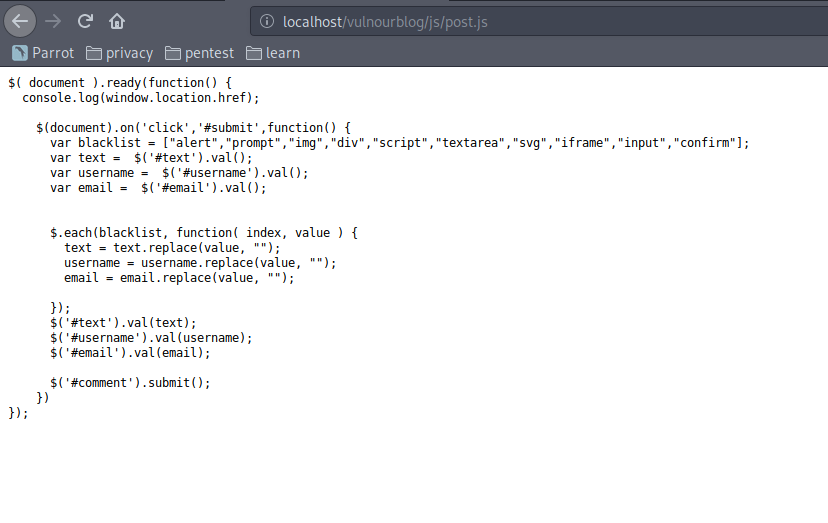 localhost/vulnourblog/js/post.js
Parrot privacy pentest learn
$( document ).ready(function() {
  console.log(window.location.href);

    $(document).on('click','#submit',function() {
      var blacklist = ["alert","prompt","img","div","script","textarea","svg","iframe","input","confirm"];
      var text =  $('#text').val();
      var username =  $('#username').val();
      var email =  $('#email').val();


      $.each(blacklist, function( index, value ) {
        text = text.replace(value, "");
        username = username.replace(value, "");
        email = email.replace(value, "");

      });
      $('#text').val(text);
      $('#username').val(username);
      $('#email').val(email);

      $('#comment').submit();
    })
});